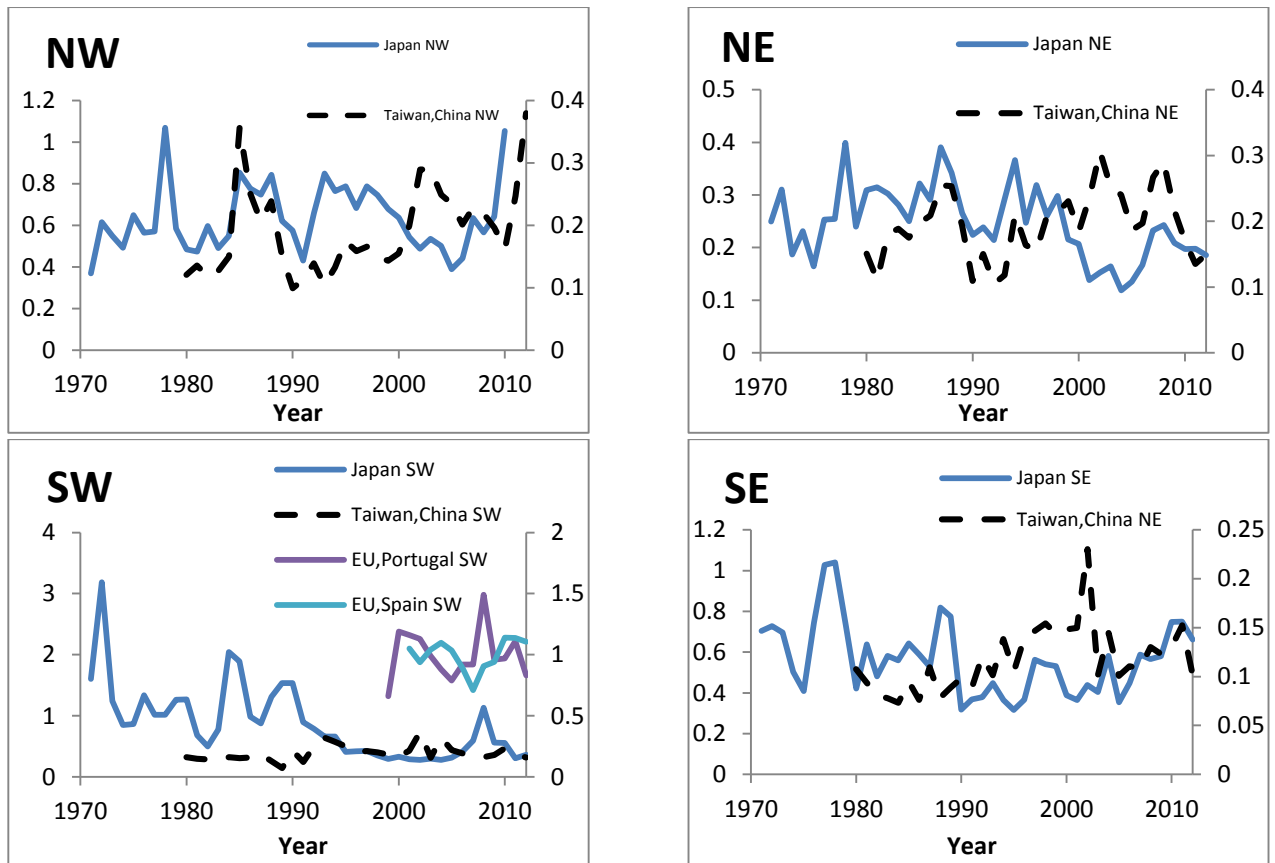 NW
Japan NW
Taiwan,China NW
1.2
1
0.8
0.6
0.4
0.2
0
0.4
0.3
0.2
0.1
0
1970 1980 1990 2000 2010
Year
NE
Japan NE
Taiwan,China NE
0.5
0.4
0.3
0.2
0.1
0
0.4
0.3
0.2
0.1
0
1970 1980 1990 2000 2010
Year
SW
Japan SW
Taiwan,China SW
EU,Portugal SW
EU,Spain SW
4
3
2
1
0
2
1.5
1
0.5
0
1970 1980 1990 2000 2010
Year
SE
Japan SE
Taiwan,China NE
1.2
1
0.8
0.6
0.4
0.2
0
0.25
0.2
0.15
0.1
0.05
0
1970 1980 1990 2000 2010
Year